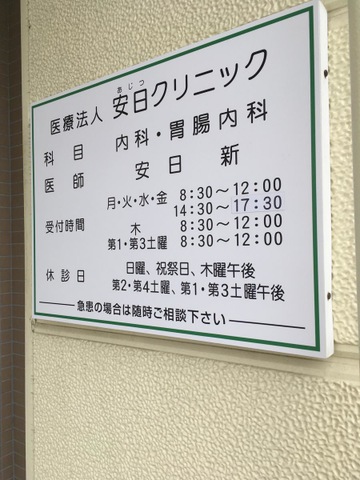 あじつ
医療法人 安日クリニック
科目 内科・胃腸内科
医師 安日 新
受付時間 月・火・水・金 8:30～12:00
14:30～17:30
木 8:30～12:00
第1・第3土曜 8:30～12:00
休診日 日曜、祝祭日、木曜午後
第2・第4土曜、第1・第3土曜午後
急患の場合は随時ご相談下さい